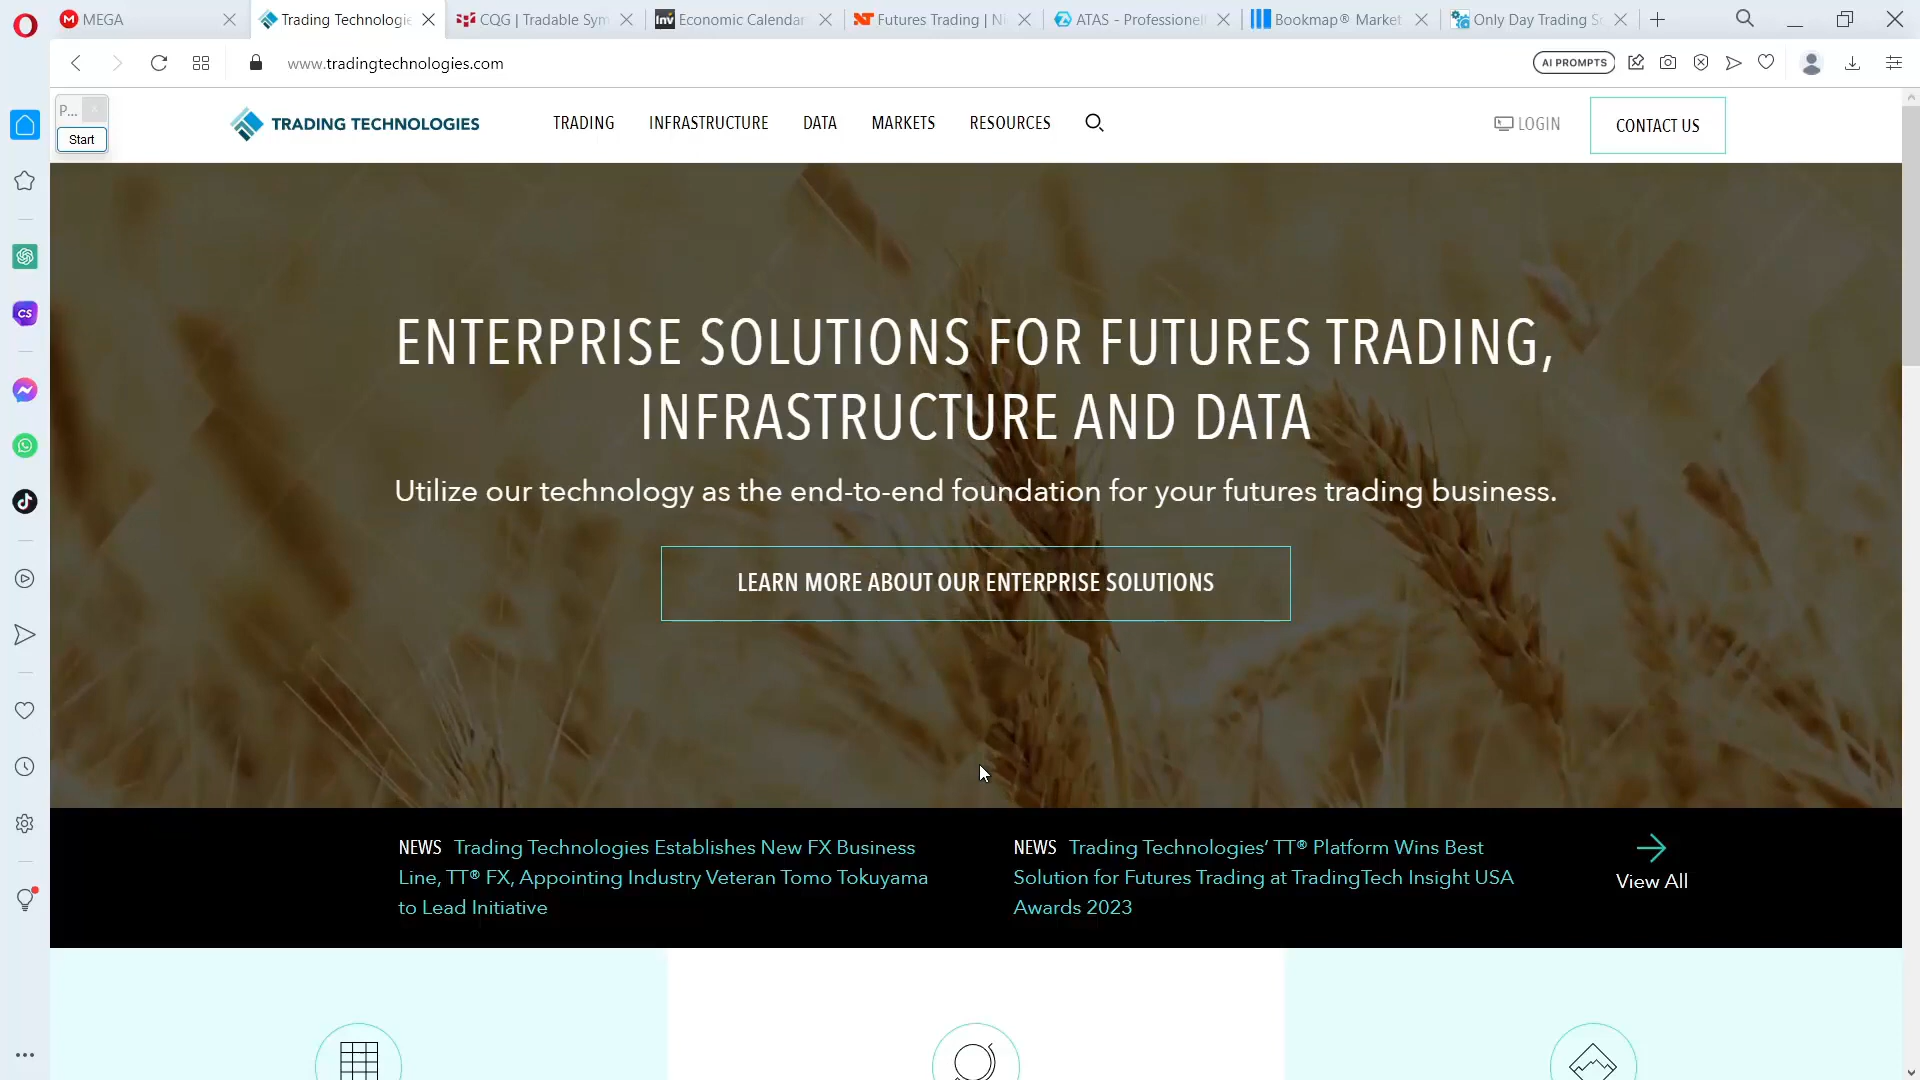 MEGA
Trading Technologie
CQG | Tradable Sym
Economic Calendar
Futures Trading | Ni
ATAS - Professionell
Bookmap® Market
Only Day Trading S
www.tradingtechnologies.com
AI PROMPTS
P...
Start
TRADING TECHNOLOGIES
TRADING
INFRASTRUCTURE
DATA
MARKETS
RESOURCES
LOGIN
CONTACT US
ENTERPRISE SOLUTIONS FOR FUTURES TRADING,
INFRASTRUCTURE AND DATA
Utilize our technology as the end-to-end foundation for your futures trading business.
LEARN MORE ABOUT OUR ENTERPRISE SOLUTIONS
NEWS Trading Technologies Establishes New FX Business
Line, TT® FX, Appointing Industry Veteran Tomo Tokuyama
to Lead Initiative
NEWS Trading Technologies’ TT® Platform Wins Best
Solution for Futures Trading at TradingTech Insight USA
Awards 2023
View All